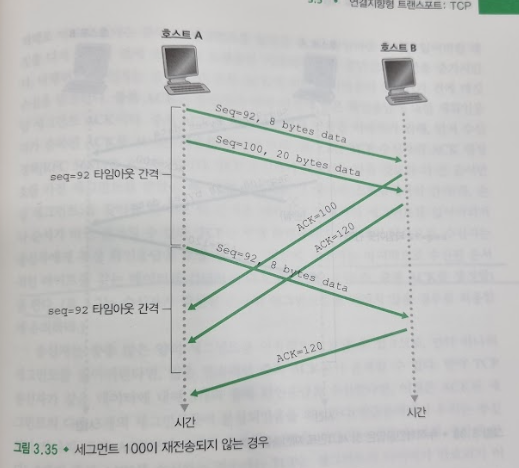 연결지향형 트랜스포트: TCP
호스트 A
호스트 B
Seq=92, 8 bytes data
Seq=100, 20 bytes data
seq=92 타임아웃 간격
ACK=100
ACK=120
Seq=92, 8 bytes data
seq=92 타임아웃 간격
ACK=120
시간
시간
그림 3.35 ◆ 세그먼트 100이 재전송되지 않는 경우